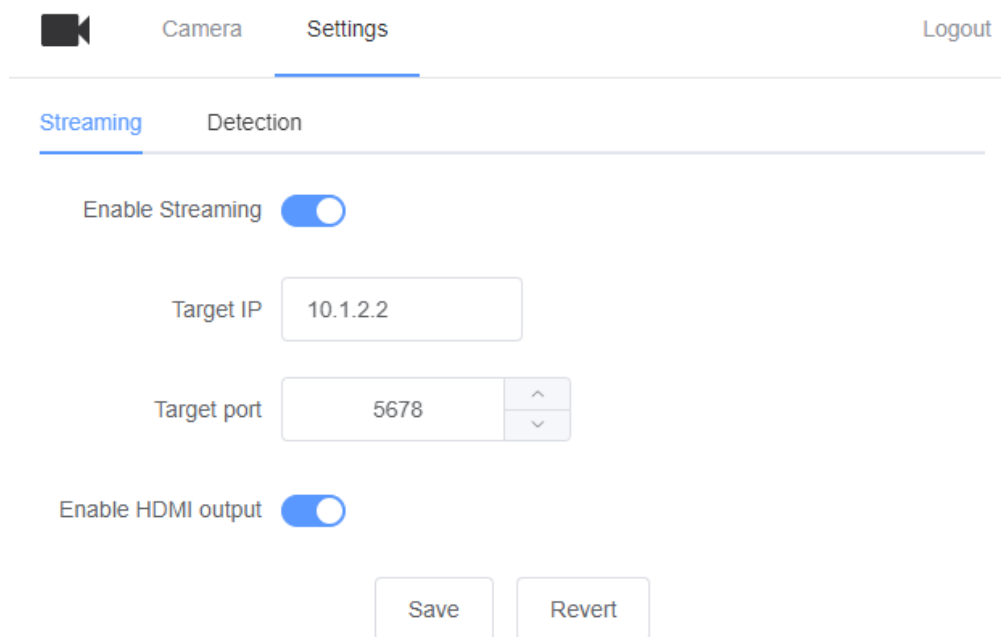 Camera Settings Logout
Streaming Detection
Enable Streaming
Target IP 10.1.2.2
Target port 5678
Enable HDMI output
Save Revert